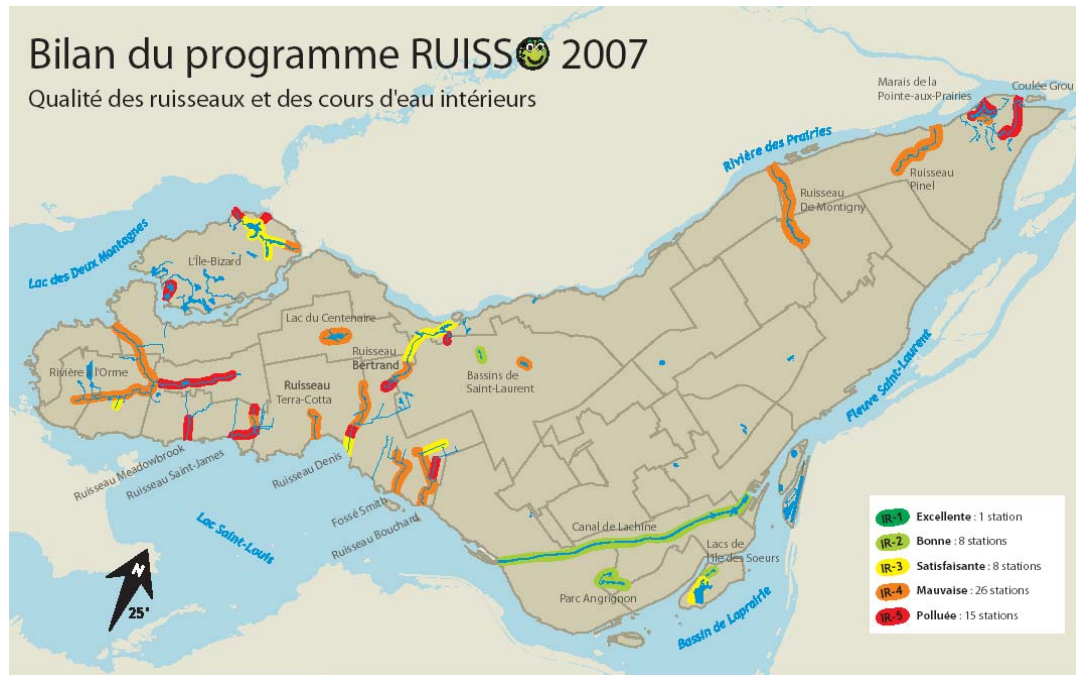 Bilan du programme RUISSO 2007
Qualité des ruisseaux et des cours d'eau intérieurs
Marais de la
Pointe-aux-Prairies
Coulée Grou
Rivière des Prairies
Ruisseau
Pinel
Ruisseau
De Montigny
Lac des Deux Montagnes
L'Île-Bizard
Lac du Centenaire
Ruisseau
Bertrand
Rivière à l'Orme
Ruisseau
Terra-Cotta
Bassins de
Saint-Laurent
Fleuve Saint-Laurent
Ruisseau Meadowbrook
Ruisseau Saint-James
Ruisseau Denis
Fossé Smith
Ruisseau Bouchard
Lac Saint-Louis
Canal de Lachine
Lacs de
l'Île des Soeurs
Parc Angrignon
Bassin de Laprairie
N
25°
IR-1 Excellente : 1 station
IR-2 Bonne : 8 stations
IR-3 Satisfaisante : 8 stations
IR-4 Mauvaise : 26 stations
IR-5 Polluée : 15 stations